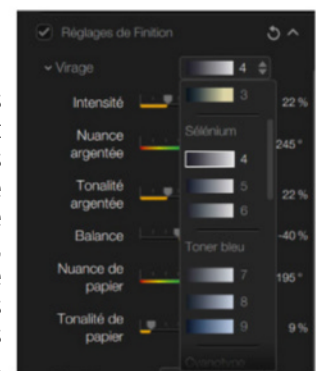 Réglages de Finition
Virage 4
3
Intensité 22 %
Sélénium
Nuance argentée 4 245 °
5
Tonalité argentée 22 %
6
Balance -40 %
Toner bleu
Nuance de papier 7 195 °
8
Tonalité de papier 9 9 %
Cyanotype